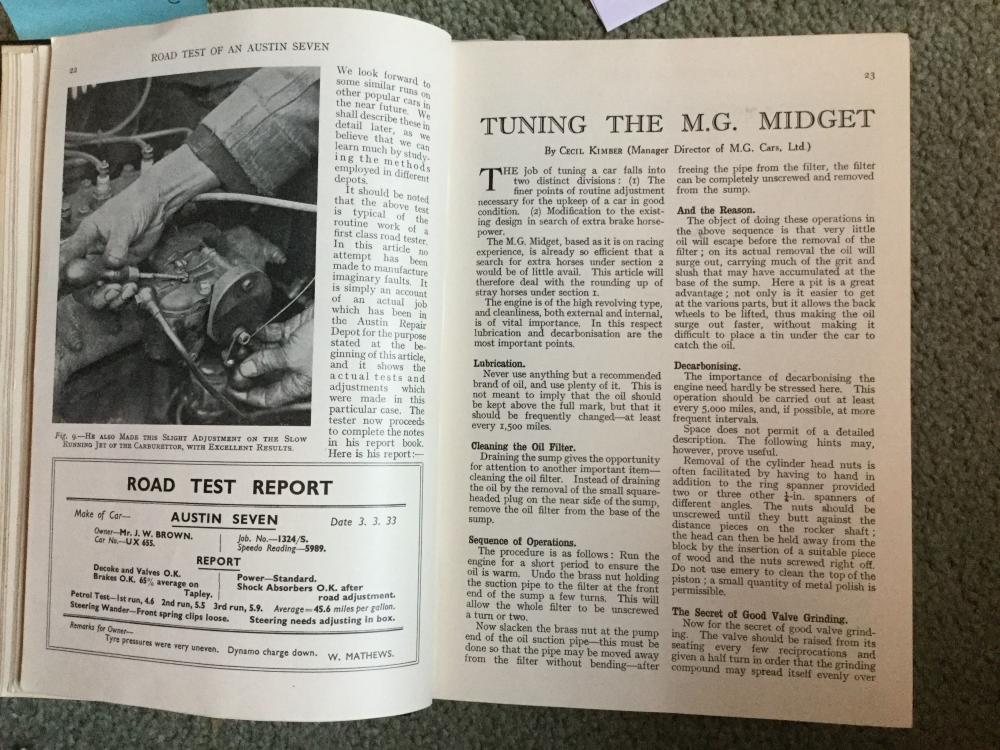 22
ROAD TEST OF AN AUSTIN SEVEN
We look forward to
some similar runs on
other popular cars in
the near future. We
shall describe these in
detail later, as we
believe that we can
learn much by study-
ing the methods
employed in different
depots.
It should be noted
that the above test
is typical of the
routine work of a
first class road tester.
In this article no
attempt has been
made to manufacture
imaginary faults. It
is simply an account
of an actual job
which has been in
the Austin Repair
Depot for the purpose
stated at the be-
ginning of this article,
and it shows the
actual tests and
adjustments which
were made in this
particular case. The
tester now proceeds
to complete the notes
in his report book.
Here is his report:—
Fig. 9.—HE ALSO MADE THIS SLIGHT ADJUSTMENT ON THE SLOW
RUNNING JET OF THE CARBURETTOR, WITH EXCELLENT RESULTS.
ROAD TEST REPORT
Make of Car— AUSTIN SEVEN Date 3. 3. 33
Owner—Mr. J. W. BROWN. Job. No.—1324/S.
Car No.—UX 655. Speedo Reading—5989.
REPORT
Decoke and Valves O.K. Power—Standard.
Brakes O.K. 65% average on Shock Absorbers O.K. after
Tapley. road adjustment.
Petrol Test—1st run, 4.6 2nd run, 5.5 3rd run, 5.9. Average=45.6 miles per gallon.
Steering Wander—Front spring clips loose. Steering needs adjusting in box.
Remarks for Owner—
Tyre pressures were very uneven. Dynamo charge down. W. MATHEWS.
23
TUNING THE M.G. MIDGET
By CECIL KIMBER (Manager Director of M.G. Cars, Ltd.)
THE job of tuning a car falls into
two distinct divisions: (1) The
finer points of routine adjustment
necessary for the upkeep of a car in good
condition. (2) Modification to the exist-
ing design in search of extra brake horse-
power.
The M.G. Midget, based as it is on racing
experience, is already so efficient that a
search for extra horses under section 2
would be of little avail. This article will
therefore deal with the rounding up of
stray horses under section 1.
The engine is of the high revolving type,
and cleanliness, both external and internal,
is of vital importance. In this respect
lubrication and decarbonisation are the
most important points.
Lubrication.
Never use anything but a recommended
brand of oil, and use plenty of it. This is
not meant to imply that the oil should
be kept above the full mark, but that it
should be frequently changed—at least
every 1,500 miles.
Cleaning the Oil Filter.
Draining the sump gives the opportunity
for attention to another important item—
cleaning the oil filter. Instead of draining
the oil by the removal of the small square-
headed plug on the near side of the sump,
remove the oil filter from the base of the
sump.
Sequence of Operations.
The procedure is as follows: Run the
engine for a short period to ensure the
oil is warm. Undo the brass nut holding
the suction pipe to the filter at the front
end of the sump a few turns. This will
allow the whole filter to be unscrewed
a turn or two.
Now slacken the brass nut at the pump
end of the oil suction pipe—this must be
done so that the pipe may be moved away
from the filter without bending—after
freeing the pipe from the filter, the filter
can be completely unscrewed and removed
from the sump.
And the Reason.
The object of doing these operations in
the above sequence is that very little
oil will escape before the removal of the
filter; on its actual removal the oil will
surge out, carrying much of the grit and
slush that may have accumulated at the
base of the sump. Here a pit is a great
advantage; not only is it easier to get
at the various parts, but it allows the back
wheels to be lifted, thus making the oil
surge out faster, without making it
difficult to place a tin under the car to
catch the oil.
Decarbonising.
The importance of decarbonising the
engine need hardly be stressed here. This
operation should be carried out at least
every 5,000 miles, and, if possible, at more
frequent intervals.
Space does not permit of a detailed
description. The following hints may,
however, prove useful.
Removal of the cylinder head nuts is
often facilitated by having to hand in
addition to the ring spanner provided
two or three other ¼-in. spanners of
different angles. The nuts should be
unscrewed until they butt against the
distance pieces on the rocker shaft;
the head can then be held away from the
block by the insertion of a suitable piece
of wood and the nuts screwed right off.
Do not use emery to clean the top of the
piston; a small quantity of metal polish is
permissible.
The Secret of Good Valve Grinding.
Now for the secret of good valve grind-
ing. The valve should be raised from its
seating every few reciprocations and
given a half turn in order that the grinding
compound may spread itself evenly over